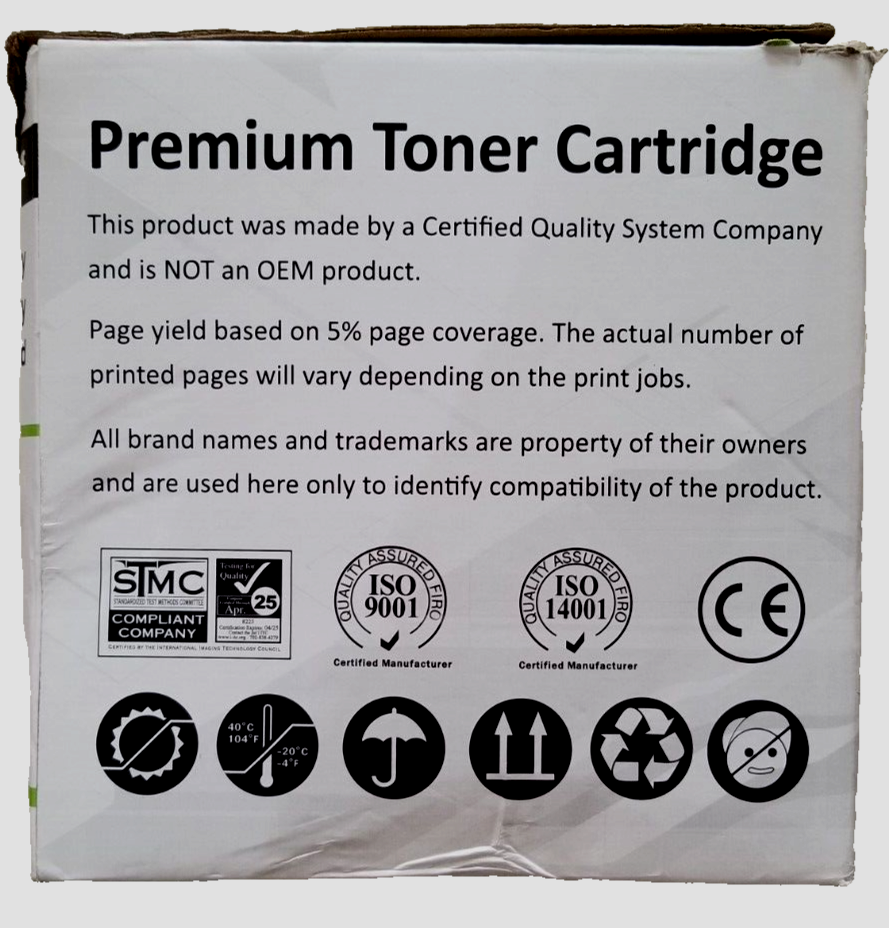 Premium Toner Cartridge
This product was made by a Certified Quality System Company
and is NOT an OEM product.
Page yield based on 5% page coverage. The actual number of
printed pages will vary depending on the print jobs.
All brand names and trademarks are property of their owners
and are used here only to identify compatibility of the product.
STMC
STANDARDIZED TEST METHODS COMMITTEE
COMPLIANT
COMPANY
Testing for
Quality
Apr.
25
Certification Expires 04/25
CERTIFIED BY THE INTERNATIONAL IMAGING TECHNOLOGY COUNCIL
QUALITY ASSURED FIRO
ISO
9001
Certified Manufacturer
QUALITY ASSURED FIRO
ISO
14001
Certified Manufacturer
CE
40°C
104°F
-20°C
-4°F